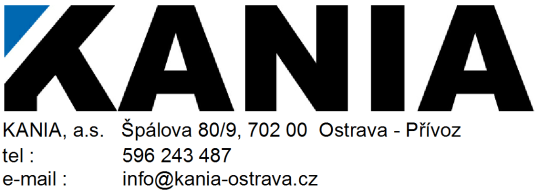 KANIA
KANIA, a.s. Špálova 80/9, 702 00 Ostrava - Přívoz
tel : 596 243 487
e-mail : info@kania-ostrava.cz